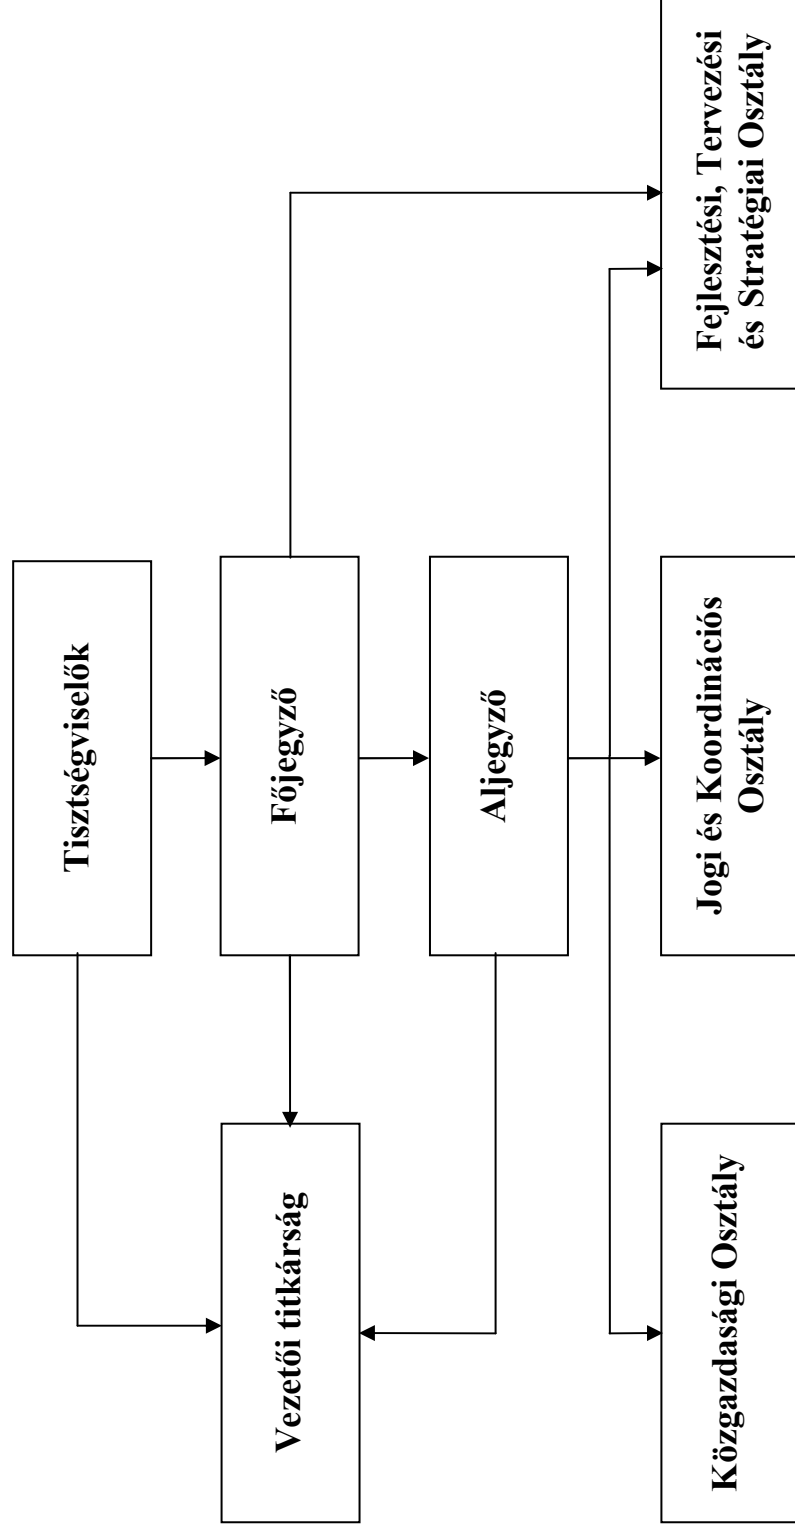 Tisztségviselők
Vezetői titkárság
Főjegyző
Aljegyző
Közgazdasági Osztály
Jogi és Koordinációs
Osztály
Fejlesztési, Tervezési
és Stratégiai Osztály